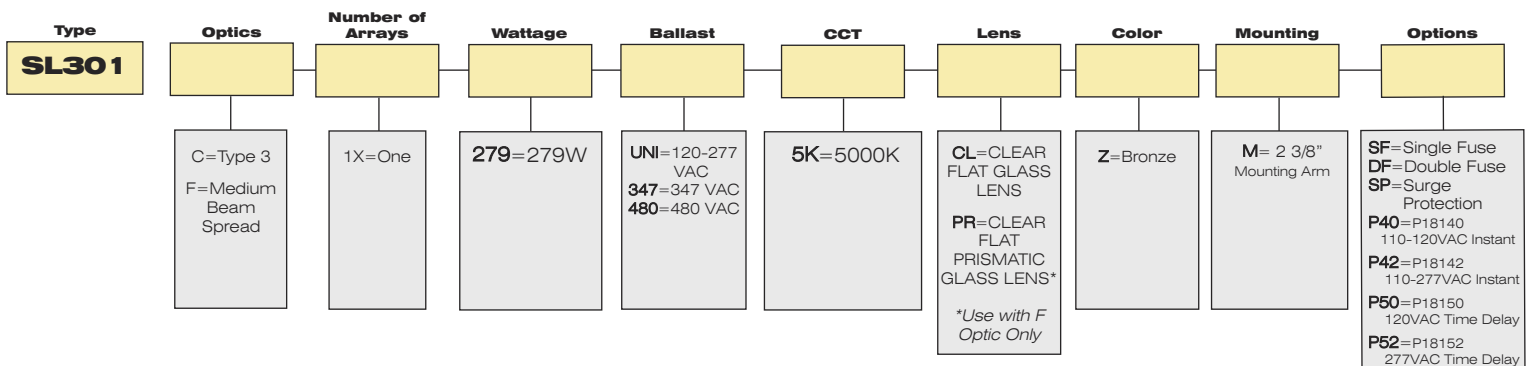 Type
SL301
Optics
C=Type 3
F=Medium
Beam
Spread
Number of
Arrays
1X=One
Wattage
279=279W
Ballast
UNI=120-277
VAC
347=347 VAC
480=480 VAC
CCT
5K=5000K
Lens
CL=CLEAR
FLAT GLASS
LENS
PR=CLEAR
FLAT
PRISMATIC
GLASS LENS*
*Use with F
Optic Only
Color
Z=Bronze
Mounting
M= 2 3/8”
Mounting Arm
Options
SF=Single Fuse
DF=Double Fuse
SP=Surge
Protection
P40=P18140
110-120VAC Instant
P42=P18142
110-277VAC Instant
P50=P18150
120VAC Time Delay
P52=P18152
277VAC Time Delay